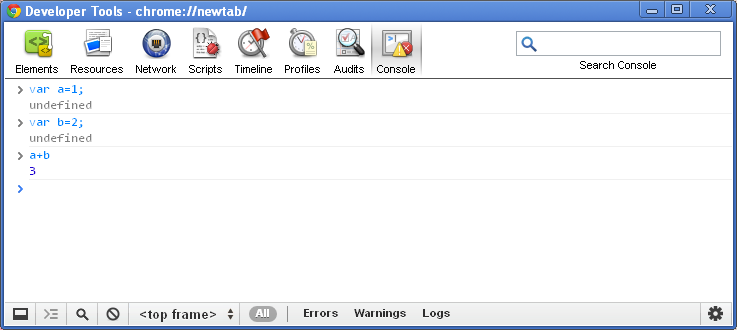 Developer Tools - chrome://newtab/
Elements Resources Network Scripts Timeline Profiles Audits Console
Search Console
> var a=1;
undefined
> var b=2;
undefined
> a+b
3
>
<top frame> All Errors Warnings Logs